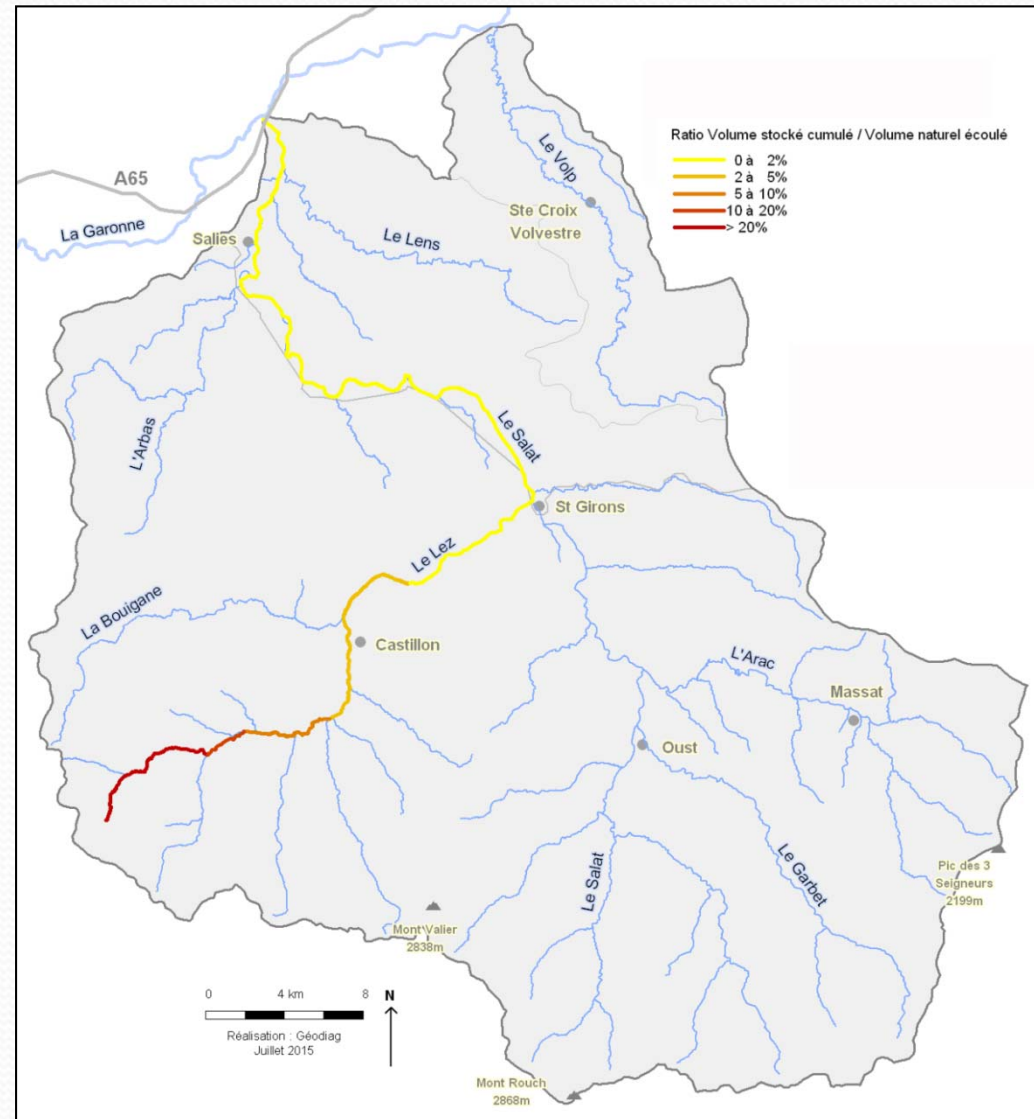 Ratio Volume stocké cumulé / Volume naturel écoulé
0 à 2%
2 à 5%
5 à 10%
10 à 20%
> 20%
A65
La Garonne
Salies
Le Lens
Le Volp
Ste Croix
Volvestre
L'Arbas
Le Salat
St Girons
Le Lez
La Bouigane
Castillon
L'Arac
Massat
Oust
Le Salat
Le Garbet
Pic des 3
Seigneurs
2199m
Mont Valier
2838m
0 4 km 8
N
Réalisation : Géodiag
Juillet 2015
Mont Rouch
2868m